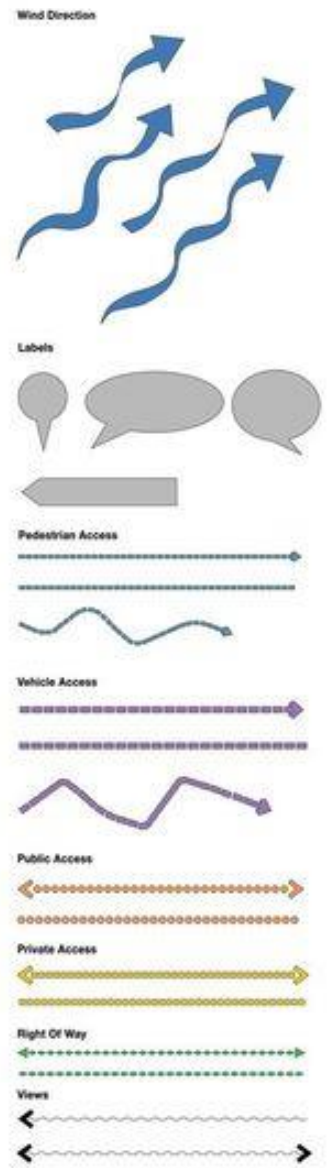 Wind Direction
Labels
Pedestrian Access
Vehicle Access
Public Access
Private Access
Right Of Way
Views